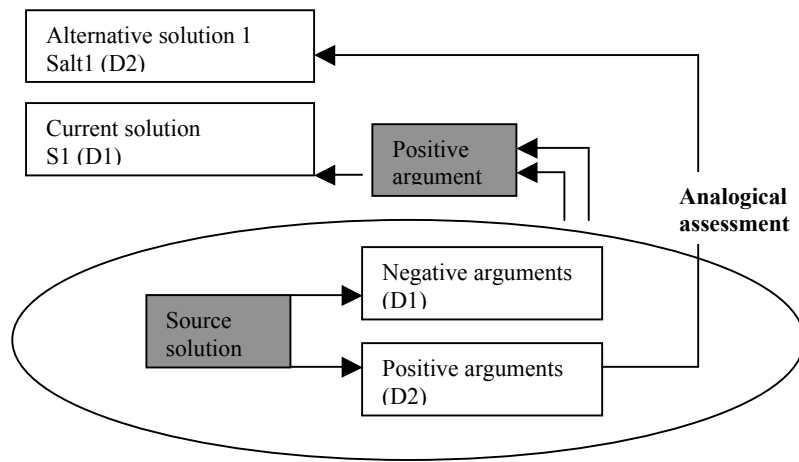 Alternative solution 1
Salt1 (D2)
Current solution
S1 (D1)
Positive
argument
Analogical
assessment
Negative arguments
(D1)
Source
solution
Positive arguments
(D2)